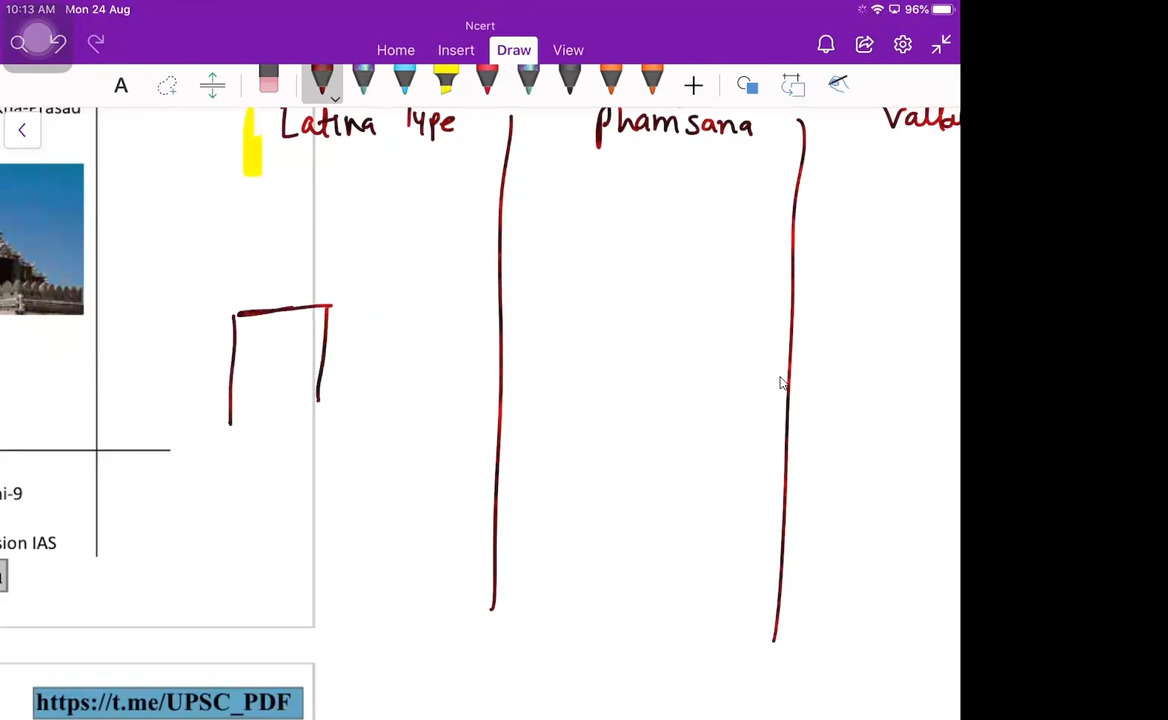 10:13 AM Mon 24 Aug
96%
Ncert
Home Insert Draw View
A
Latina Type
phamsana
ni-9
sion IAS
https://t.me/UPSC_PDF